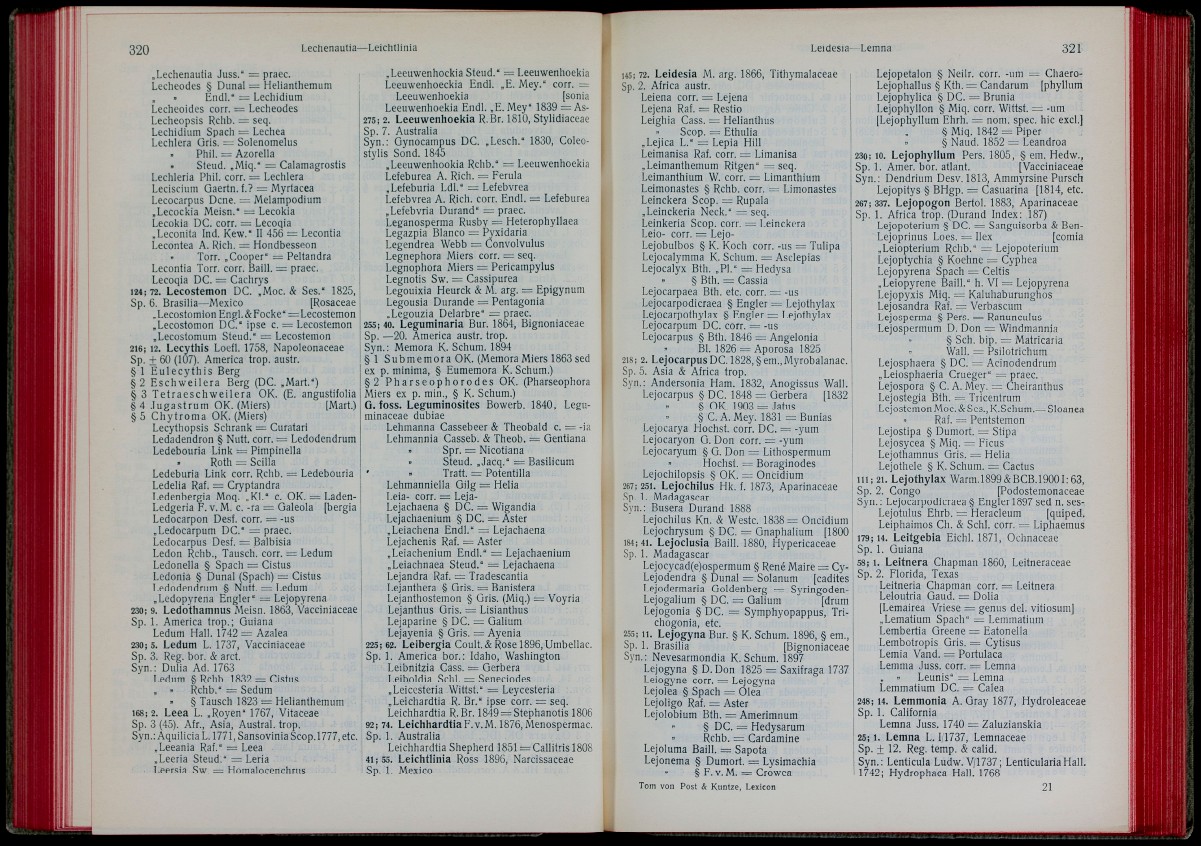 320
Lechenautia—Leichtlinia
„Lechenautia Juss.“ = praec.
Lecheodes § Dunal = Helianthemum
„ „ Endl.“ = Lechidium
Lecheoides corr. = Lecheodes
Lecheopsis Rchb. = seq.
Lechidium Spach = Lechea
Lechlera Gris. = Solenomelus
„ Phil. = Azorella
„ Steud. „Miq.“ = Calamagrostis
Lechleria Phil. corr. = Lechlera
Leciscium Gaertn. f.? = Myrtacea
Lecocarpus Dcne. = Melampodium
„Lecockia Meisn.“ = Lecokia
Lecokia DC. corr. = Lecoqia
„Leconita Ind. Kew.“ II 456 = Lecontia
Lecontea A. Rich. = Hondbesseon
„ Torr. „Cooper“ = Peltandra
Lecontia Torr. corr. Baill. = praec.
Lecoqia DC. = Cachrys
124; 72. Lecostemon DC. „Moc. & Ses.“ 1825,
Sp. 6. Brasilia—Mexico [Rosaceae
„Lecostomion Engl. & Focke“ = Lecostemon
„Lecostomon DC.“ ipse c. = Lecostemon
„Lecostomum Steud.“ = Lecostemon
216; 12. Lecythis Loefl. 1758, Napoleonaceae
Sp. ± 60 (107). America trop. austr.
§ 1 Eulecythis Berg
§ 2 Eschweilera Berg (DC. „Mart.“)
§ 3 Tetraeschweilera OK. (E. angustifolia
§ 4 Jugastrum OK. (Miers) [Mart.)
§ 5 Chytroma OK. (Miers)
Lecythopsis Schrank = Curatari
Ledadendron § Nutt. corr. = Ledodendrum
Ledebouria Link = Pimpinella
„ Roth = Scilla
Ledeburia Link corr. Rchb. = Ledebouria
Ledelia Raf. = Cryptandra
Ledenbergia Moq. „Kl.“ c. OK. = Laden-
Ledgeria F. v. M. c. -ra = Galeola [bergia
Ledocarpon Desf. corr. = -us
„Ledocarpum DC.“ = praec.
Ledocarpus Desf. = Balbisia
Ledon Rchb., Tausch. corr. = Ledum
Ledonella § Spach = Cistus
Ledonia § Dunal (Spach) = Cistus
Ledodendrum § Nutt. = Ledum
„Ledopyrena Engler“ = Lejopyrena
230; 9. Ledothamnus Meisn. 1863, Vacciniaceae
Sp. 1. America trop.; Guiana
Ledum Hall. 1742 = Azalea
230; 5. Ledum L. 1737, Vacciniaceae
Sp. 3. Reg. bor. & arct.
Syn.: Dulia Ad. 1763
Ledum § Rchb. 1832 = Cistus
„ „ Rchb.“ = Sedum
„ § Tausch 1823 = Helianthemum
168; 2. Leea L. „Royen“ 1767, Vitaceae
Sp. 3 (45). Afr., Asia, Austral. trop.
Syn.: Aquilicia L. 1771, Sansovinia Scop. 1777, etc.
„Leeania Raf.“ = Leea
„Leeria Steud.“ = Leria
Leersia Sw. = Homalocenchrus
„Leeuwenhockia Steud.“ = Leeuwenhoekia
Leeuwenhoeckia Endl. „E. Mey.“ corr. =
Leeuwenhoekia [sonia
Leeuwenhoekia Endl. „E. Mey“ 1839 = As-
275; 2. Leeuwenhoekia R. Br. 1810, Stylidiaceae
Sp. 7. Australia
Syn.: Gynocampus DC. „Lesch.“ 1830, Coleo-
stylis Sond. 1845
„Leeuwenhookia Rchb.“ = Leeuwenhoekia
Lefeburea A. Rich. = Ferula
„Lefeburia Ldl.“ = Lefebvrea
Lefebvrea A. Rich. corr. Endl. = Lefeburea
„Lefebvria Durand“ = praec.
Leganosperma Rusby = Heterophyllaea
Legazpia Blanco = Pyxidaria
Legendrea Webb = Convolvulus
Legnephora Miers corr. = seq.
Legnophora Miers = Pericampylus
Legnotis Sw. = Cassipurea
Legouixia Heurck & M. arg. = Epigynum
Legousia Durande = Pentagonia
„Legouzia Delarbre“ = praec.
255; 40. Leguminaria Bur. 1864, Bignoniaceae
Sp. —20. America austr. trop.
Syn.: Memora K. Schum. 1894
§ 1 Submemora OK. (Memora Miers 1863 sed
ex p. minima, § Eumemora K. Schum.)
§ 2 Pharseophorodes OK. (Pharseophora
Miers ex p. min., § K. Schum.)
G. foss. Leguminosites Bowerb. 1840. Legu-
minaceae dubiae
Lehmanna Cassebeer & Theobald c. = -ia
Lehmannia Casseb. & Theob. = Gentiana
„ Spr. = Nicotiana
„ Steud. „Jacq.“ = Basilicum
„ Tratt. = Potentilla
Lehmanniella Gilg = Helia
Leia- corr. = Leja-
Lejachaena § DC. = Wigandia
Lejachaenium § DC. = Aster
„Leiachena Endl.“ = Lejachaena
Lejachenis Raf. = Aster
„Leiachenium Endl.“ = Lejachaenium
„Leiachnaea Steud.“ = Lejachaena
Lejandra Raf. = Tradescantia
Lejanthera § Gris. = Banistera
Lejanthostemon § Gris. (Miq.) = Voyria
Lejanthus Gris. = Lisianthus
Lejaparine § DC. = Galium
Lejayenia § Gris. = Ayenia
225; 62. Leibergia Coult. & Rose 1896, Umbellac.
Sp. 1. America bor.: Idaho, Washington
Leibnitzia Cass. = Gerbera
Leiboldia Schl. = Seneciodes
„Leicesteria Wittst.“ = Leycesteria
„Leichardtia R. Br.“ ipse corr. = seq.
Leichhardtia R. Br. 1849 = Stephanotis 1806
92; 74. Leichhardtia F. v. M. 1876, Menospermac.
Sp. 1. Australia
Leichhardtia Shepherd 1851 = Callitris 1808
41; 55. Leichtlinia Ross 1896, Narcissaceae
Sp. 1. Mexico
Leidesia—Lemna
321
145; 72. Leidesia M. arg. 1866, Tithymalaceae
Sp. 2. Africa austr.
Leiena corr. = Lejena
Lejena Raf. = Restio
Leighia Cass. = Helianthus
„ Scop. = Ethulia
„Lejica L.“ = Lepia Hill
Leimanisa Raf. corr. = Limanisa
„Leimanthemum Ritgen“ = seq.
Leimanthium W. corr. = Limanthium
Leimonastes § Rchb. corr. = Limonastes
Leinckera Scop. = Rupala
„Leinckeria Neck.“ = seq.
Leinkeria Scop. corr. = Leinckera
Leio- corr. = Lejo-
Lejobulbos § K. Koch corr. -us = Tulipa
Lejocalymma K. Schum. = Asclepias
Lejocalyx Bth. „Pl.“ = Hedysa
„ § Bth. = Cassia
Lejocarpaea Bth. etc. corr. = -us
Lejocarpodicraea § Engler = Lejothylax
Lejocarpothylax § Engler = Lejothylax
Lejocarpum DC. corr. = -us
Lejocarpus § Bth. 1846 = Angelonia
„ Bl. 1826 = Aporosa 1825
218; 2. Lejocarpus DC. 1828, § em., Myrobalanac.
Sp. 5. Asia & Africa trop.
Syn.: Andersonia Ham. 1832, Anogissus Wall.
Lejocarpus § DC. 1848 = Gerbera [1832
„ § OK. 1903 = Jatus
„ § C. A. Mey. 1831 = Bunias
Lejocarya Hochst. corr. DC. = -yum
Lejocaryon G. Don corr. = -yum
Lejocaryum § G. Don = Lithospermum
„ Hochst. = Boraginodes
Lejochilopsis § OK. = Oncidium
267; 251. Lejochilus Hk. f. 1873, Aparinaceae
Sp. 1. Madagascar
Syn.: Busera Durand 1888
Lejochilus Kn. & Westc. 1838 = Oncidium
Lejochrysum § DC. = Gnaphalium [1800
184; 41. Lejoclusia Baill. 1880, Hypericaceae
Sp. 1. Madagascar
Lejocycad(e)ospermum § René Maire = Cy-
Lejodendra § Dunal = Solanum [cadites
Lejodermaria Goldenberg = Syringoden-
Lejogalium § DC. = Galium [drum
Lejogonia § DC. = Symphyopappus, Tri-
chogonia, etc.
255; 11. Lejogyna Bur. § K. Schum. 1896, § em.,
Sp. 1. Brasilia [Bignoniaceae
Syn.: Nevesarmondia K. Schum. 1897
Lejogyna § D. Don 1825 = Saxifraga 1737
Leiogyne corr. = Lejogyna
Lejolea § Spach = Olea
Lejoligo Raf. = Aster
Lejolobium Bth. = Amerimnum
„ § DC. = Hedysarum
„ Rchb. = Cardamine
Lejoluma Baill. = Sapota
Lejonema § Dumort. = Lysimachia
„ § F. v. M. = Crowea
Tom von Post & Kuntze, Lexicon
Lejopetalon § Neilr. corr. -um = Chaero-
Lejophallus § Kth. = Candarum [phyllum
Lejophylica § DC. = Brunia
Lejophyllon § Miq. corr. Wittst. = -um
[Lejophyllum Ehrh. = nom. spec. hic excl.]
„ § Miq. 1842 = Piper
„ § Naud. 1852 = Leandroa
230; 10. Lejophyllum Pers. 1805, § em. Hedw.,
Sp. 1. Amer. bor. atlant. [Vacciniaceae
Syn.: Dendrium Desv. 1813, Ammyrsine Pursch
Lejopitys § BHgp. = Casuarina [1814, etc.
267; 337. Lejopogon Bertol. 1883, Aparinaceae
Sp. 1. Africa trop. (Durand Index: 187)
Lejopoterium § DC. = Sanguisorba & Ben-
Lejoprinus Loes. = Ilex [comia
„Leiopterium Rchb.“ = Lejopoterium
Lejoptychia § Koehne = Cyphea
Lejopyrena Spach = Celtis
„Leiopyrene Baill.“ h. VI = Lejopyrena
Lejopyxis Miq. = Kaluhaburunghos
Lejosandra Raf. = Verbascum
Lejosperma § Pers. = Ranunculus
Lejospermum D. Don = Windmannia
„ § Sch. bip. = Matricaria
„ Wall. = Psilotrichum
Lejosphaera § DC. = Acinodendrum
„Leiosphaeria Crueger“ = praec.
Lejospora § C. A. Mey. = Cheiranthus
Lejostegia Bth. = Tricentrum
Lejostemon Moc. & Ses., K. Schum. = Sloanea
„ Raf. = Pentstemon
Lejostipa § Dumort. = Stipa
Lejosycea § Miq. = Ficus
Lejothamnus Gris. = Helia
Lejothele § K. Schum. = Cactus
111; 21. Lejothylax Warm. 1899 & BCB. 1900 I: 63,
Sp. 2. Congo [Podostemonaceae
Syn.: Lejocarpodicraea § Engler 1897 sed n. ses-
Lejotulus Ehrb. = Heracleum [quiped.
Leiphaimos Ch. & Schl. corr. = Liphaemus
179; 14. Leitgebia Eichl. 1871, Ochnaceae
Sp. 1. Guiana
58; 1. Leitnera Chapman 1860, Leitneraceae
Sp. 2. Florida, Texas
Leitneria Chapman corr. = Leitnera
Leloutria Gaud. = Dolia
[Lemairea Vriese = genus del. vitiosum]
„Lematium Spach“ = Lemmatium
Lembertia Greene = Eatonella
Lembotropis Gris. = Cytisus
Lemia Vand. = Portulaca
Lemma Juss. corr. = Lemna
„ „ Leunis“ = Lemna
Lemmatium DC. = Calea
248; 14. Lemmonia A. Gray 1877, Hydroleaceae
Sp. 1. California
Lemna Juss. 1740 = Zaluzianskia
25; 1. Lemna L. I|1737, Lemnaceae
Sp. ± 12. Reg. temp. & calid.
Syn.: Lenticula Ludw. V|1737; Lenticularia Hall.
1742; Hydrophaca Hall. 1768
21